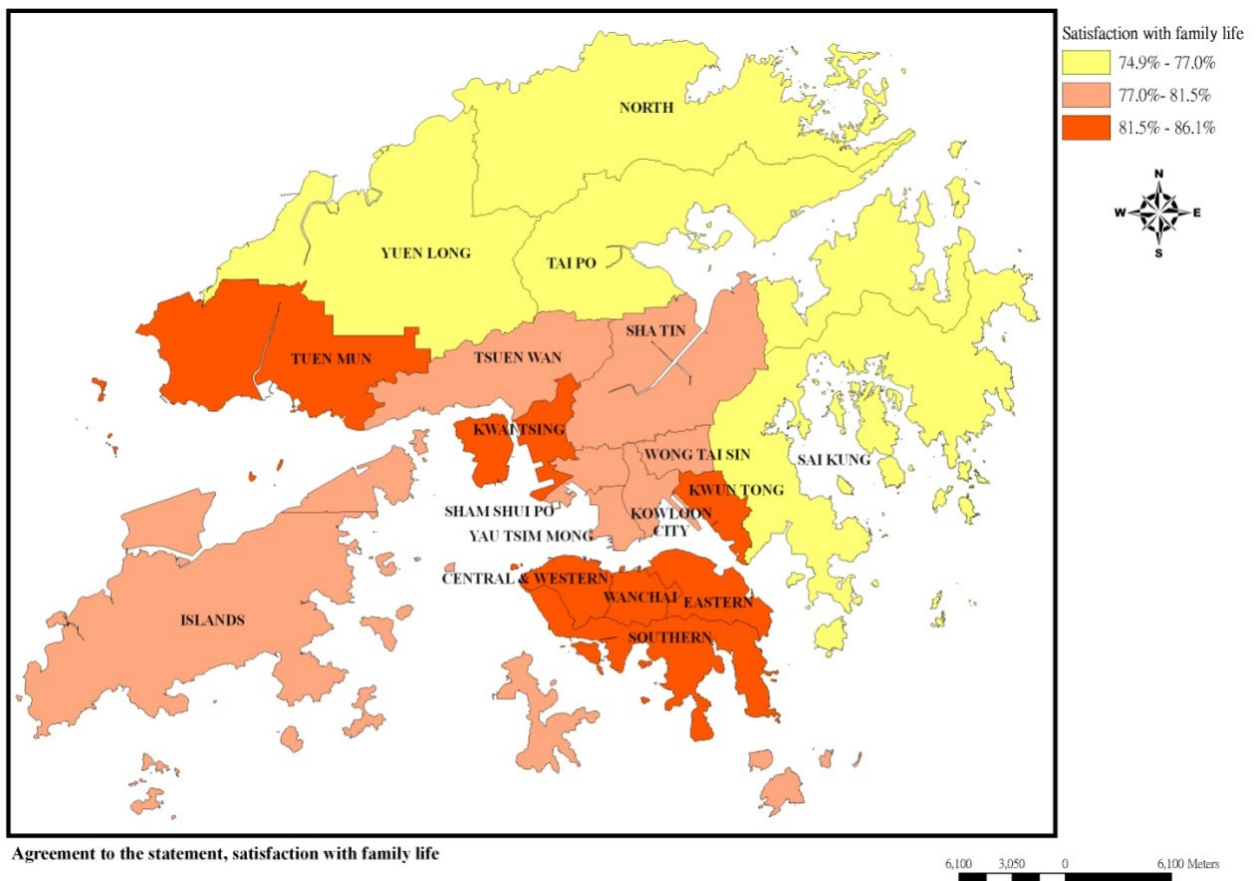 Satisfaction with family life
74.9% - 77.0%
77.0%- 81.5%
81.5% - 86.1%
N
W E
S
NORTH
YUEN LONG
TAI PO
SHA TIN
TUEN MUN
TSUEN WAN
KWAI TSING
WONG TAI SIN
SAI KUNG
KWUN TONG
SHAM SHUI PO
KOWLOON
CITY
YAU TSIM MONG
CENTRAL & WESTERN
WANCHAI
EASTERN
ISLANDS
SOUTHERN
Agreement to the statement, satisfaction with family life
6,100 3,050 0 6,100 Meters